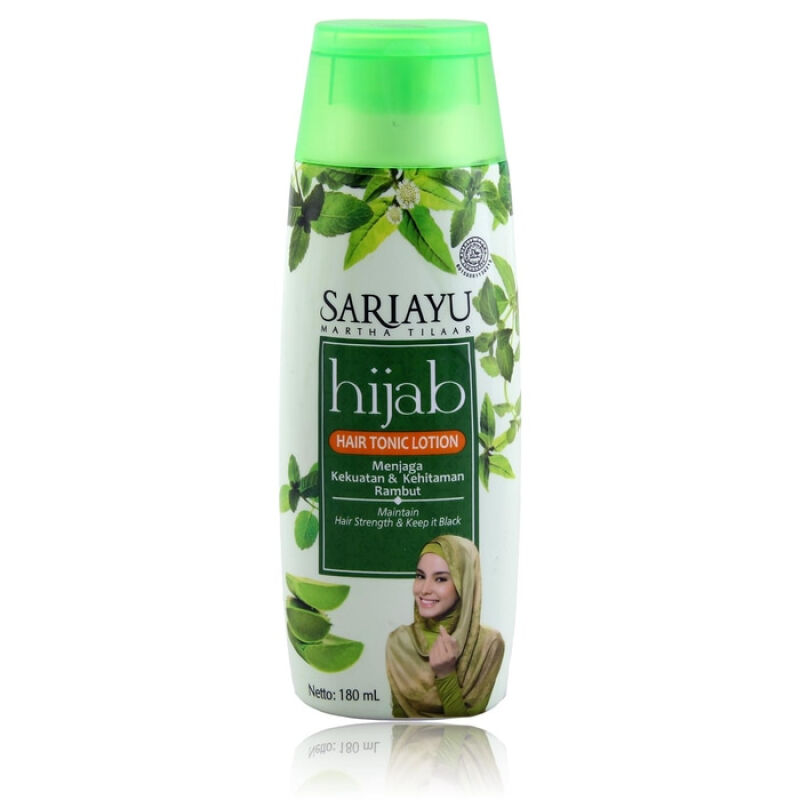 SARIAYU
MARTHA TILAAR
hijab
HAIR TONIC LOTION
Menjaga
Kekuatan & Kehitaman
Rambut
Maintain
Hair Strength & Keep it Black
Netto: 180 mL